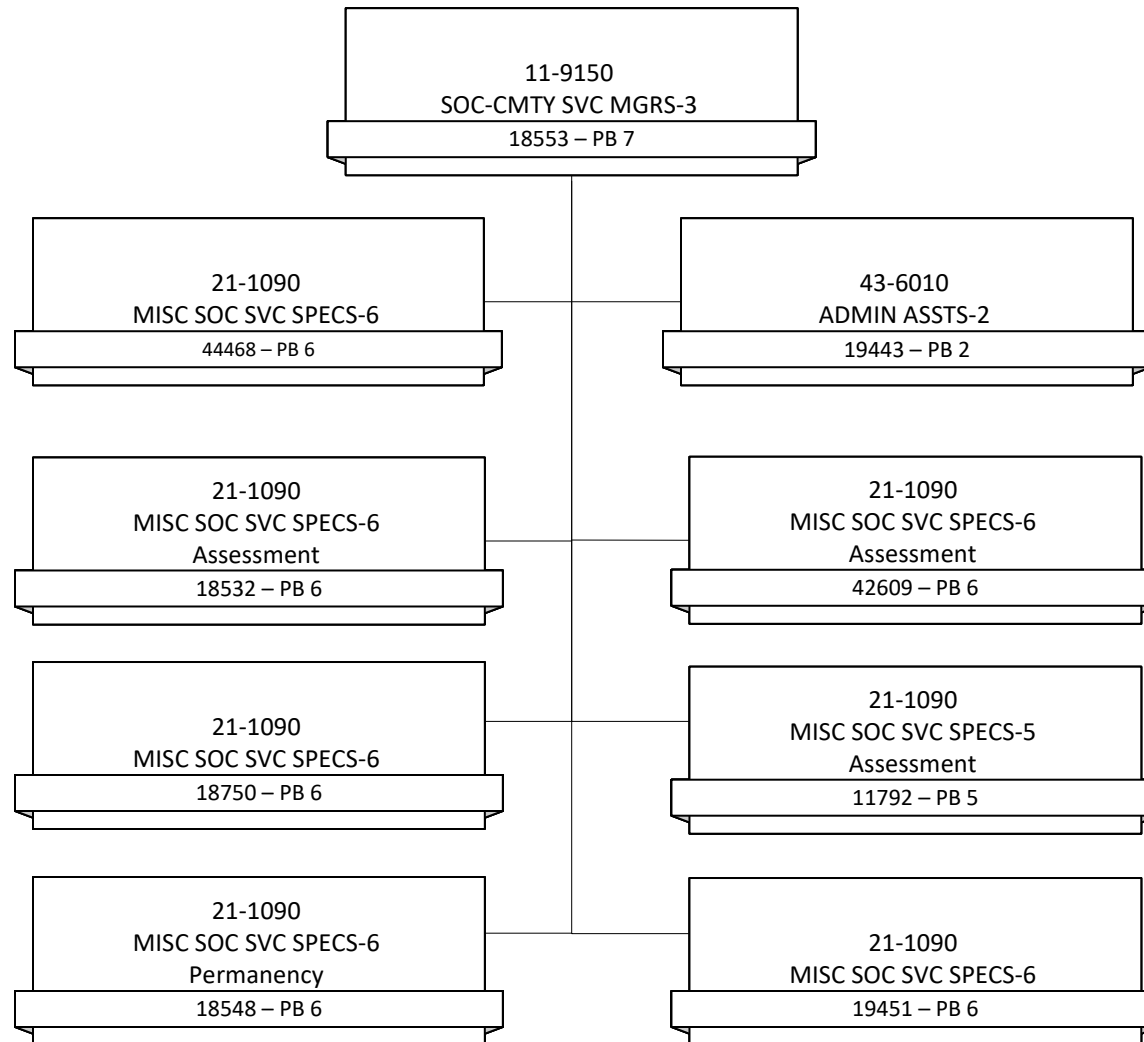 11-9150
SOC-CMTY SVC MGRS-3
18553 – PB 7
21-1090
MISC SOC SVC SPECS-6
44468 – PB 6
43-6010
ADMIN ASSTS-2
19443 – PB 2
21-1090
MISC SOC SVC SPECS-6
Assessment
18532 – PB 6
21-1090
MISC SOC SVC SPECS-6
Assessment
42609 – PB 6
21-1090
MISC SOC SVC SPECS-6
18750 – PB 6
21-1090
MISC SOC SVC SPECS-5
Assessment
11792 – PB 5
21-1090
MISC SOC SVC SPECS-6
Permanency
18548 – PB 6
21-1090
MISC SOC SVC SPECS-6
19451 – PB 6